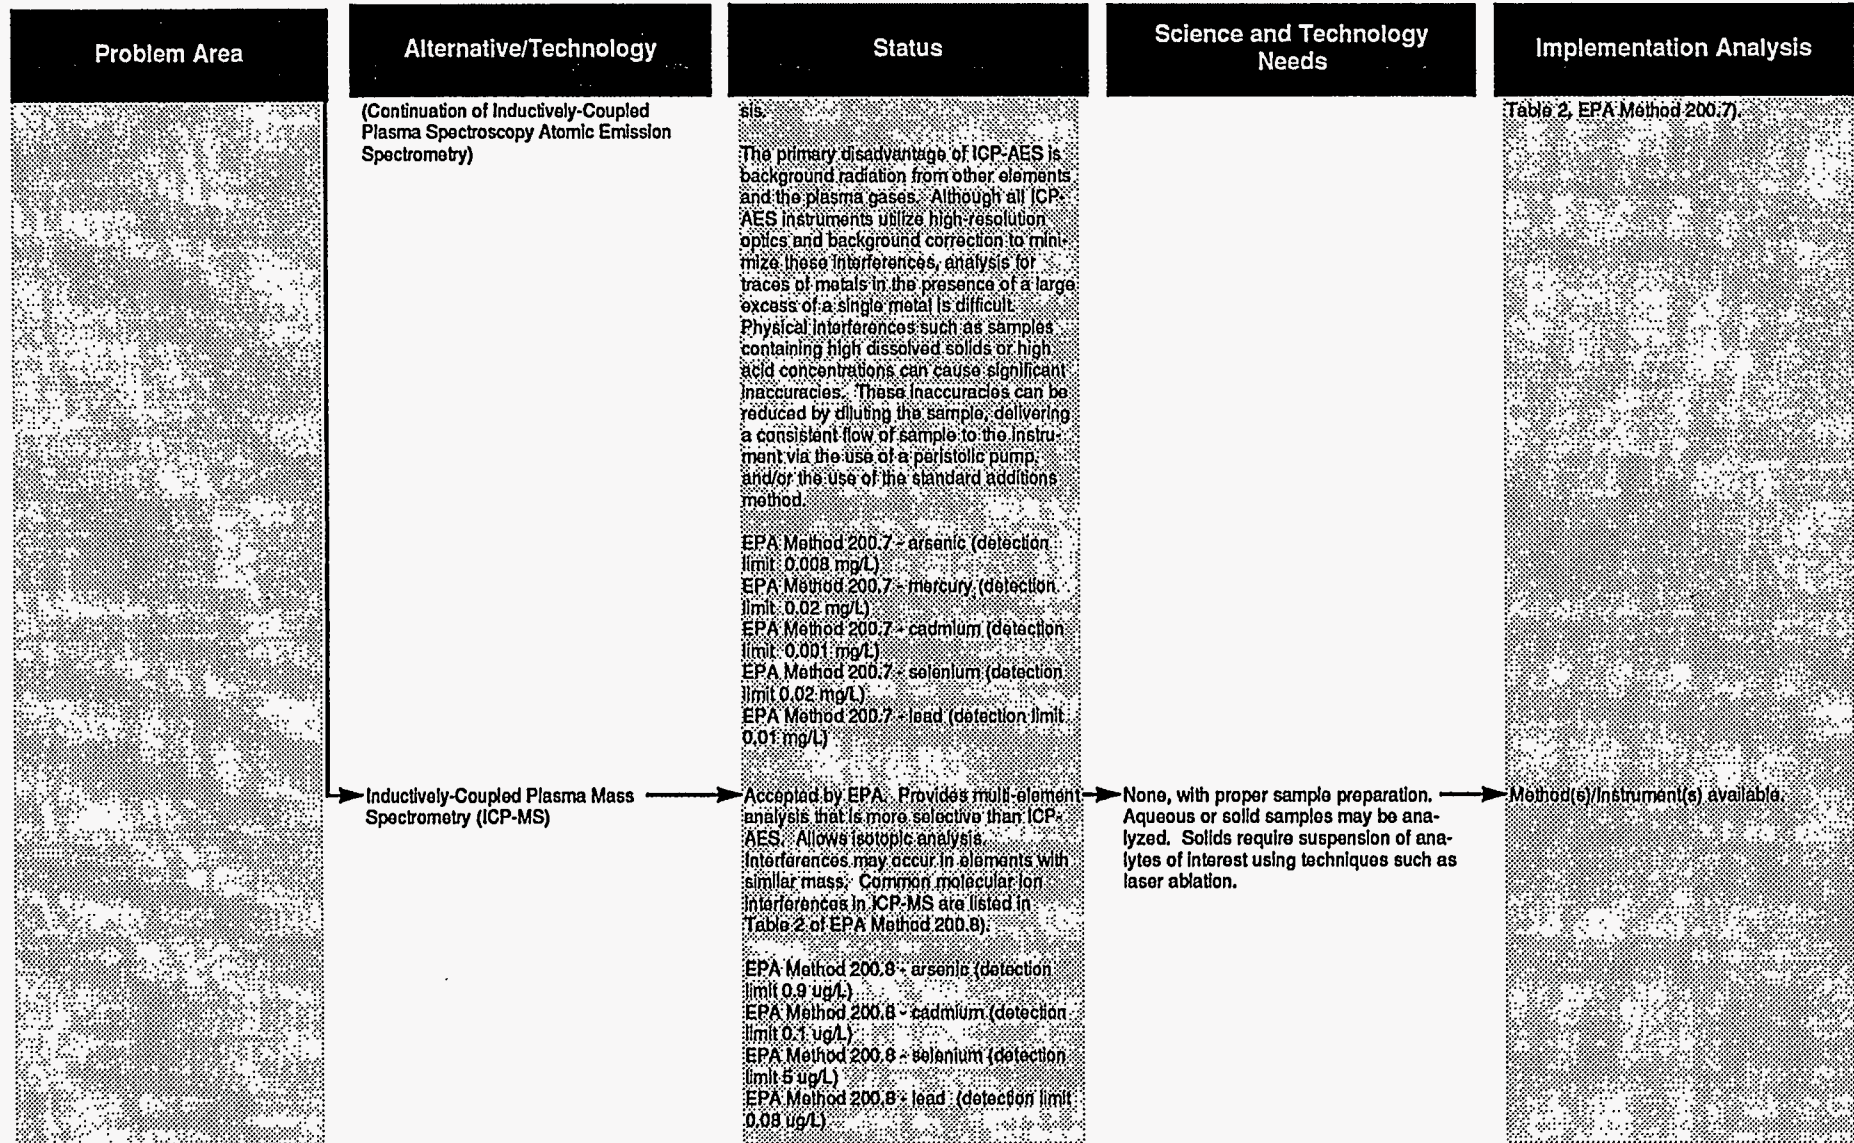 Problem Area
Alternative/Technology
Status
Science and Technology
Needs
Implementation Analysis
(Continuation of Inductively-Coupled
Plasma Spectroscopy Atomic Emission
Spectrometry)
sis.
The primary disadvantage of ICP-AES is
background radiation from other elements
and the plasma gases. Although all ICP-
AES instruments utilize high-resolution
optics and background correction to mini-
mize these interferences, analysis for
traces of metals in the presence of a large
excess of a single metal is difficult.
Physical interferences such as samples
containing high dissolved solids or high
acid concentrations can cause significant
inaccuracies. These inaccuracies can be
reduced by diluting the sample, delivering
a consistent flow of sample to the instru-
ment via the use of a peristolic pump,
and/or the use of the standard additions
method.
EPA Method 200.7 - arsenic (detection
limit 0.008 mg/L)
EPA Method 200.7 - mercury (detection
limit 0.02 mg/L)
EPA Method 200.7 - cadmium (detection
limit 0.001 mg/L)
EPA Method 200.7 - selenium (detection
limit 0.02 mg/L)
EPA Method 200.7 - lead (detection limit
0.01 mg/L)
Table 2, EPA Method 200.7).
Inductively-Coupled Plasma Mass
Spectrometry (ICP-MS)
Accepted by EPA. Provides multi-element
analysis that is more selective than ICP-
AES. Allows isotopic analysis.
Interferences may occur in elements with
similar mass. Common molecular ion
interferences in ICP-MS are listed in
Table 2 of EPA Method 200.8).
EPA Method 200.8 - arsenic (detection
limit 0.9 ug/L)
EPA Method 200.8 - cadmium (detection
limit 0.1 ug/L)
EPA Method 200.8 - selenium (detection
limit 5 ug/L)
EPA Method 200.8 - lead (detection limit
0.08 ug/L)
None, with proper sample preparation.
Aqueous or solid samples may be ana-
lyzed. Solids require suspension of ana-
lytes of interest using techniques such as
laser ablation.
Method(s)/Instrument(s) available.